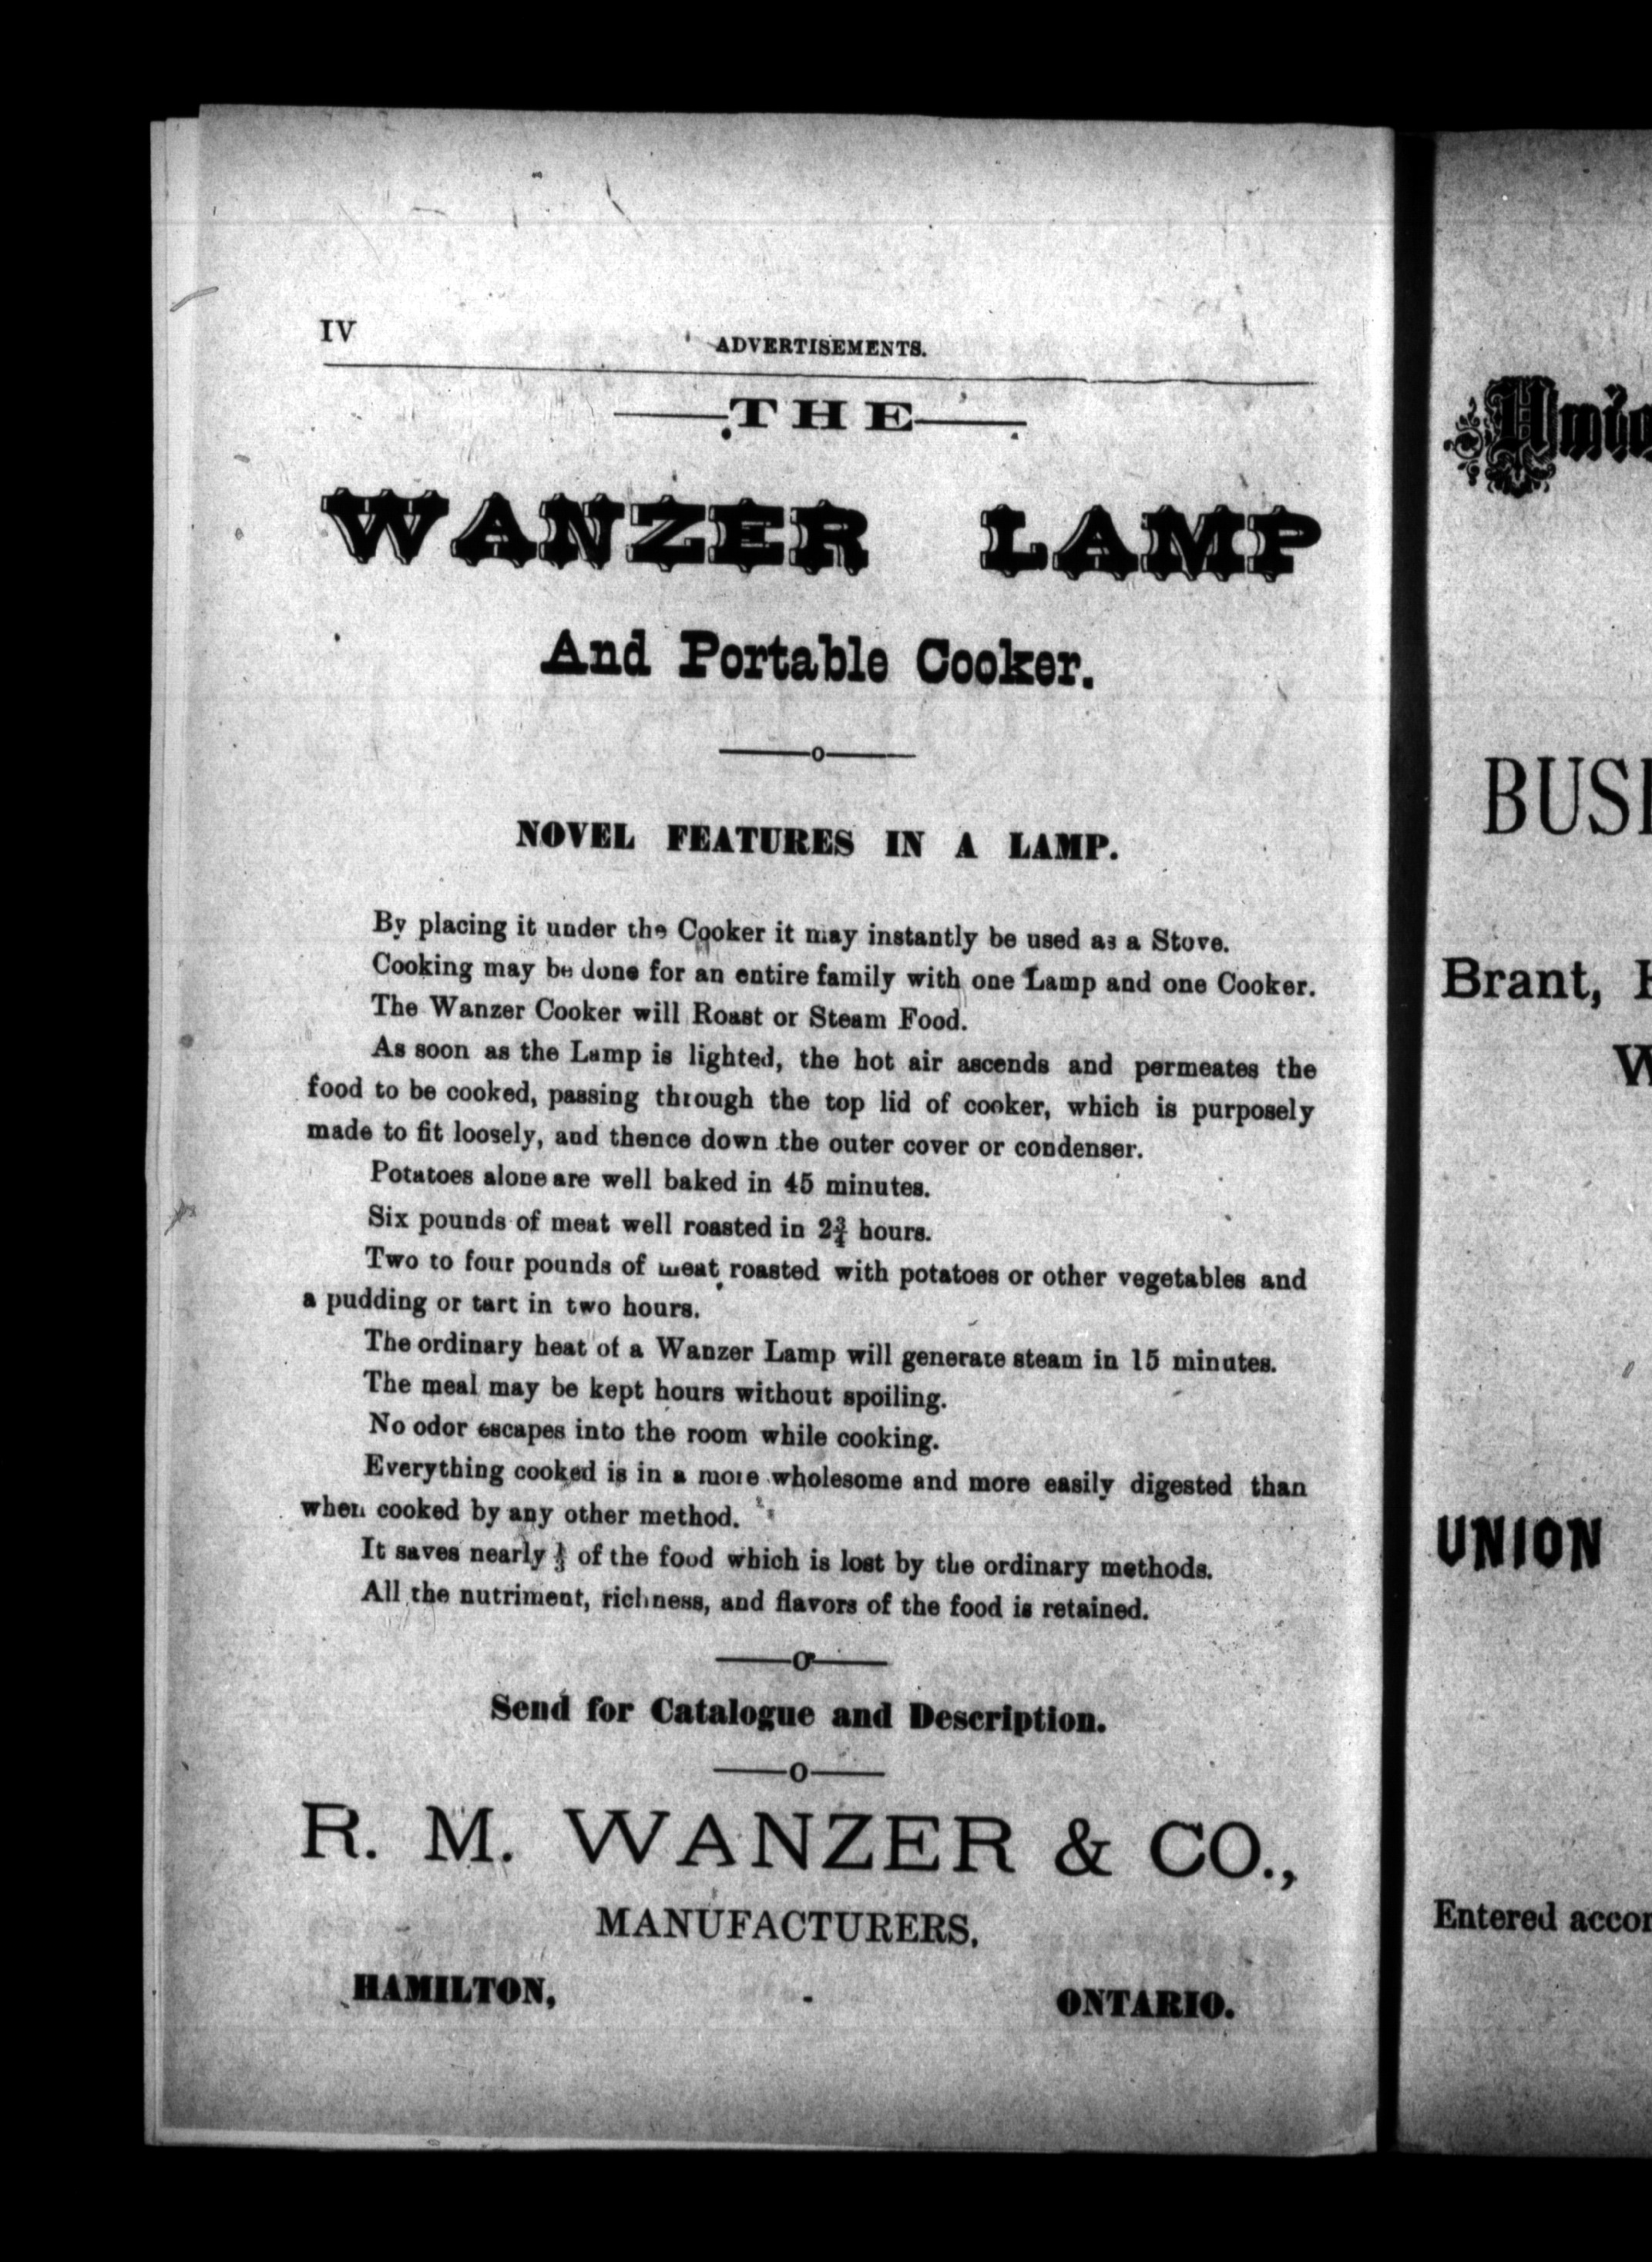 IV
ADVERTISEMENTS.
THE
WANZER LAMP
And Portable Cooker.
o
NOVEL FEATURES IN A LAMP.
By placing it under the Cooker it may instantly be used as a Stove.
Cooking may be done for an entire family with one Lamp and one Cooker.
The Wanzer Cooker will Roast or Steam Food.
As soon as the Lamp is lighted, the hot air ascends and permeates the
food to be cooked, passing through the top lid of cooker, which is purposely
made to fit loosely, and thence down the outer cover or condenser.
Potatoes alone are well baked in 45 minutes.
Six pounds of meat well roasted in 2¾ hours.
Two to four pounds of meat roasted with potatoes or other vegetables and
a pudding or tart in two hours.
The ordinary heat of a Wanzer Lamp will generate steam in 15 minutes.
The meal may be kept hours without spoiling.
No odor escapes into the room while cooking.
Everything cooked is in a more wholesome and more easily digested than
when cooked by any other method.
It saves nearly ⅓ of the food which is lost by the ordinary methods.
All the nutriment, richness, and flavors of the food is retained.
o
Send for Catalogue and Description.
o
R. M. WANZER & CO.,
MANUFACTURERS,
HAMILTON, - ONTARIO.
Unio
BUSI
Brant, H
W
UNION
Entered accor